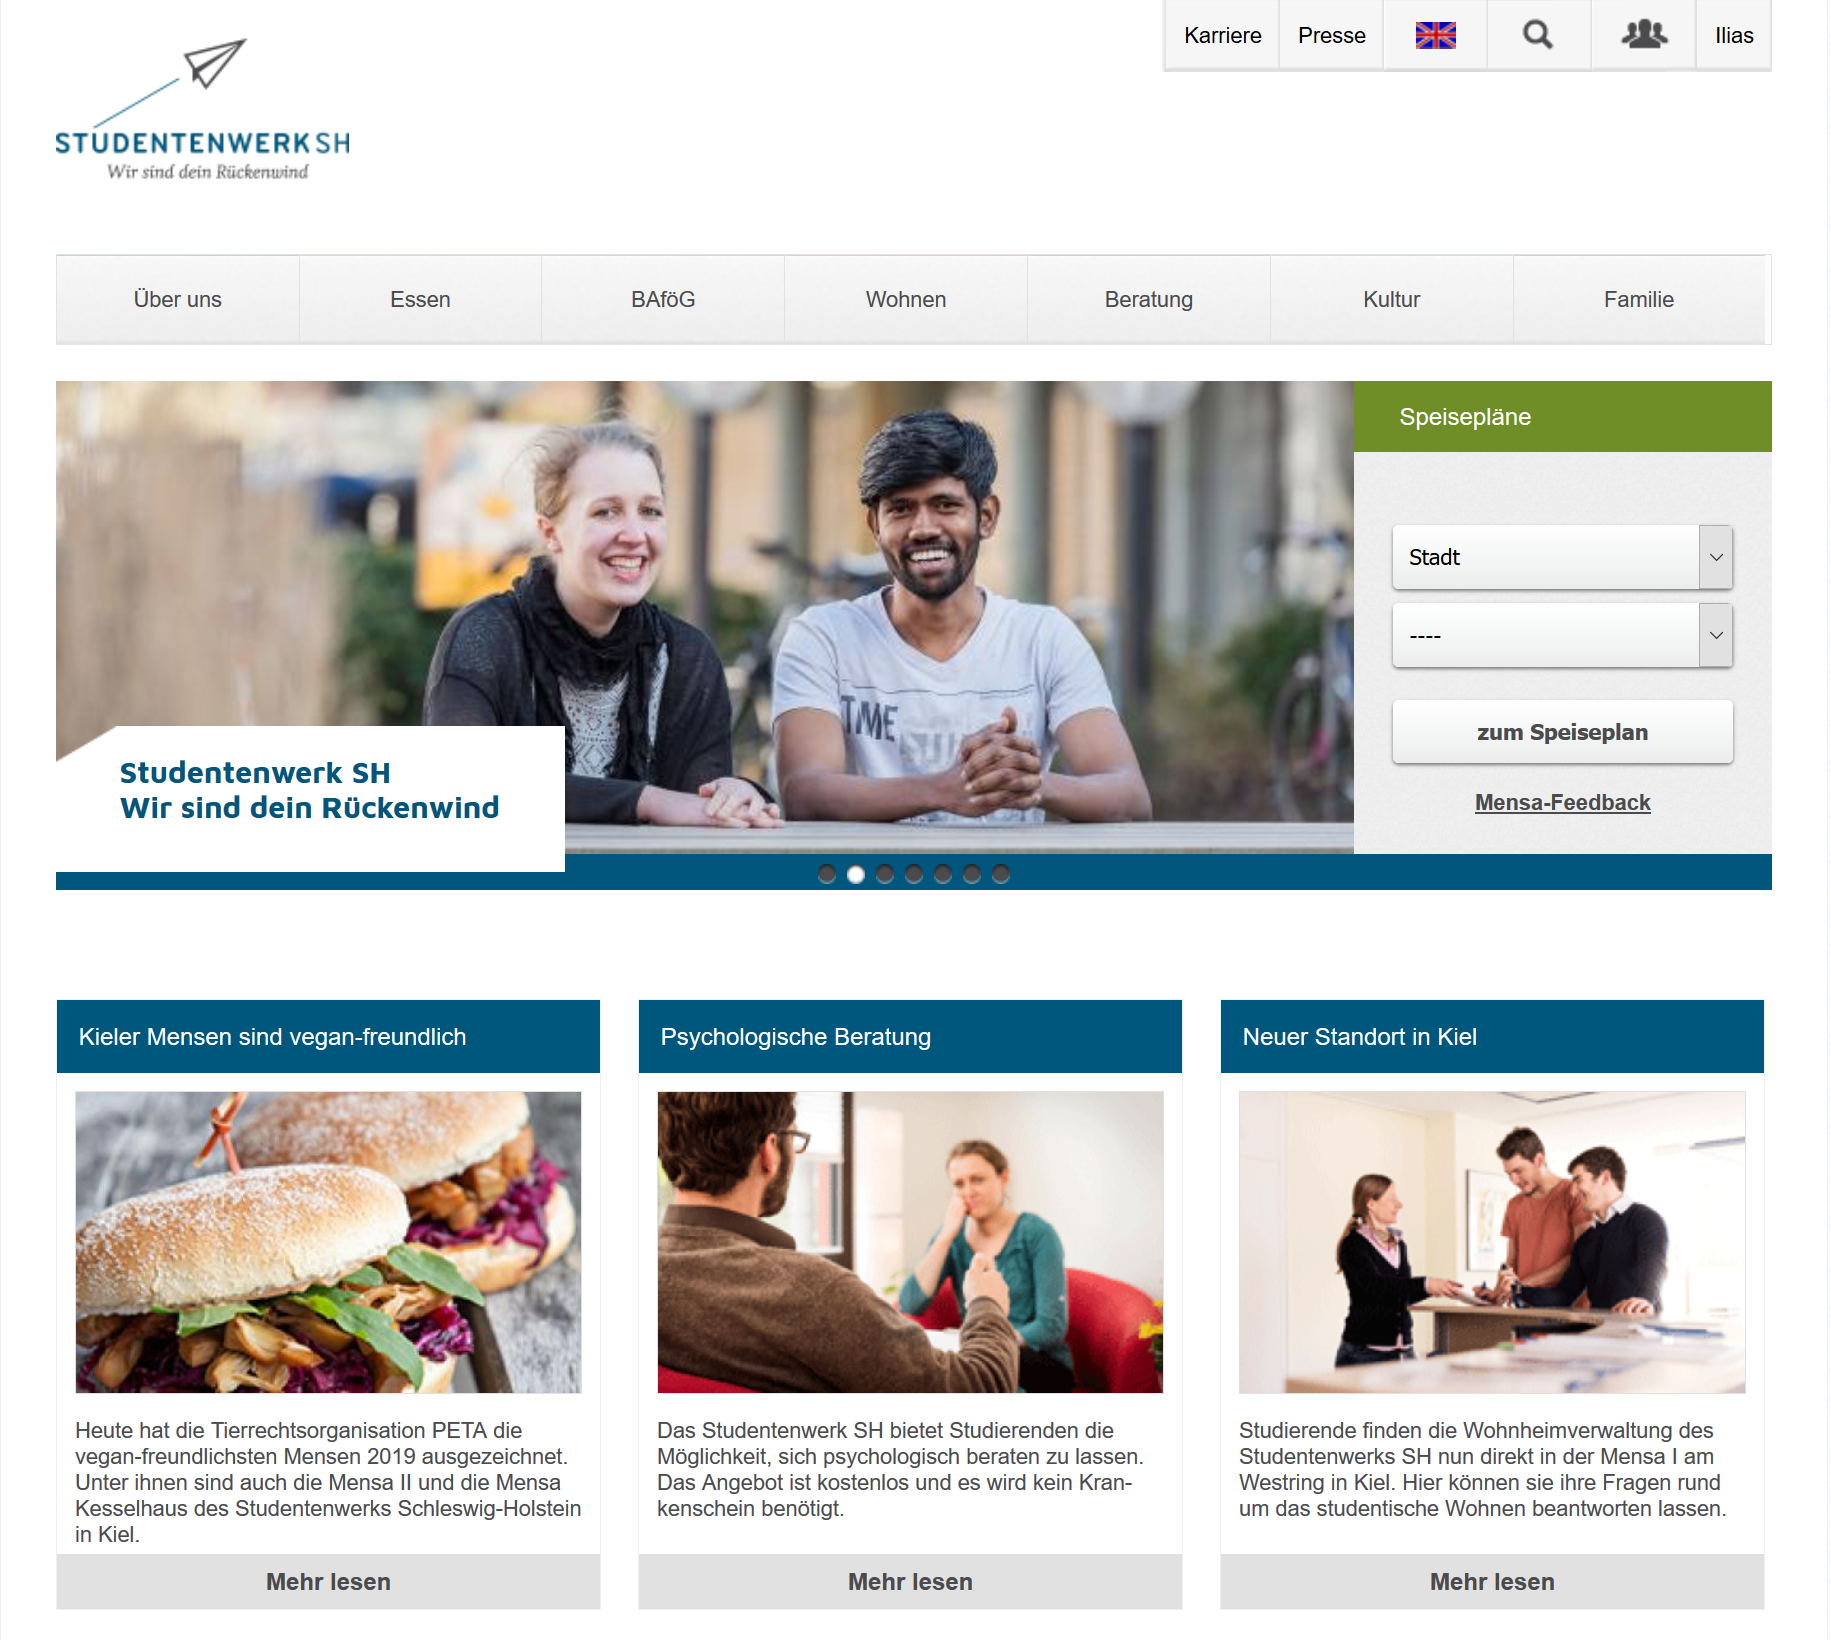 Karriere
Presse
Ilias
STUDENTENWERK SH
Wir sind dein Rückenwind
Über uns
Essen
BAföG
Wohnen
Beratung
Kultur
Familie
TIME
Studentenwerk SH
Wir sind dein Rückenwind
Speisepläne
Stadt
----
zum Speiseplan
Mensa-Feedback
Kieler Mensen sind vegan-freundlich
Heute hat die Tierrechtsorganisation PETA die
vegan-freundlichsten Mensen 2019 ausgezeichnet.
Unter ihnen sind auch die Mensa II und die Mensa
Kesselhaus des Studentenwerks Schleswig-Holstein
in Kiel.
Mehr lesen
Psychologische Beratung
Das Studentenwerk SH bietet Studierenden die
Möglichkeit, sich psychologisch beraten zu lassen.
Das Angebot ist kostenlos und es wird kein Kran-
kenschein benötigt.
Mehr lesen
Neuer Standort in Kiel
Studierende finden die Wohnheimverwaltung des
Studentenwerks SH nun direkt in der Mensa I am
Westring in Kiel. Hier können sie ihre Fragen rund
um das studentische Wohnen beantworten lassen.
Mehr lesen